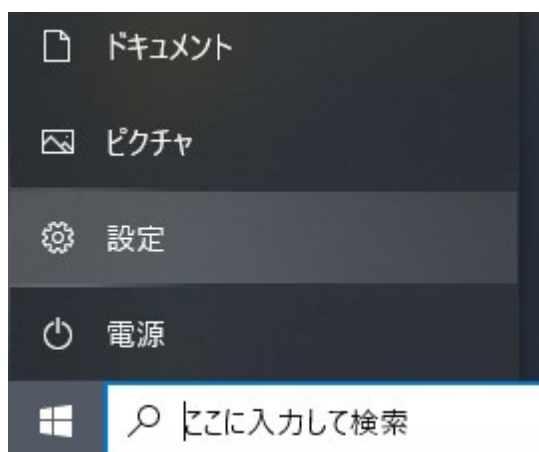 ドキュメント
ピクチャ
設定
電源
ここに入力して検索